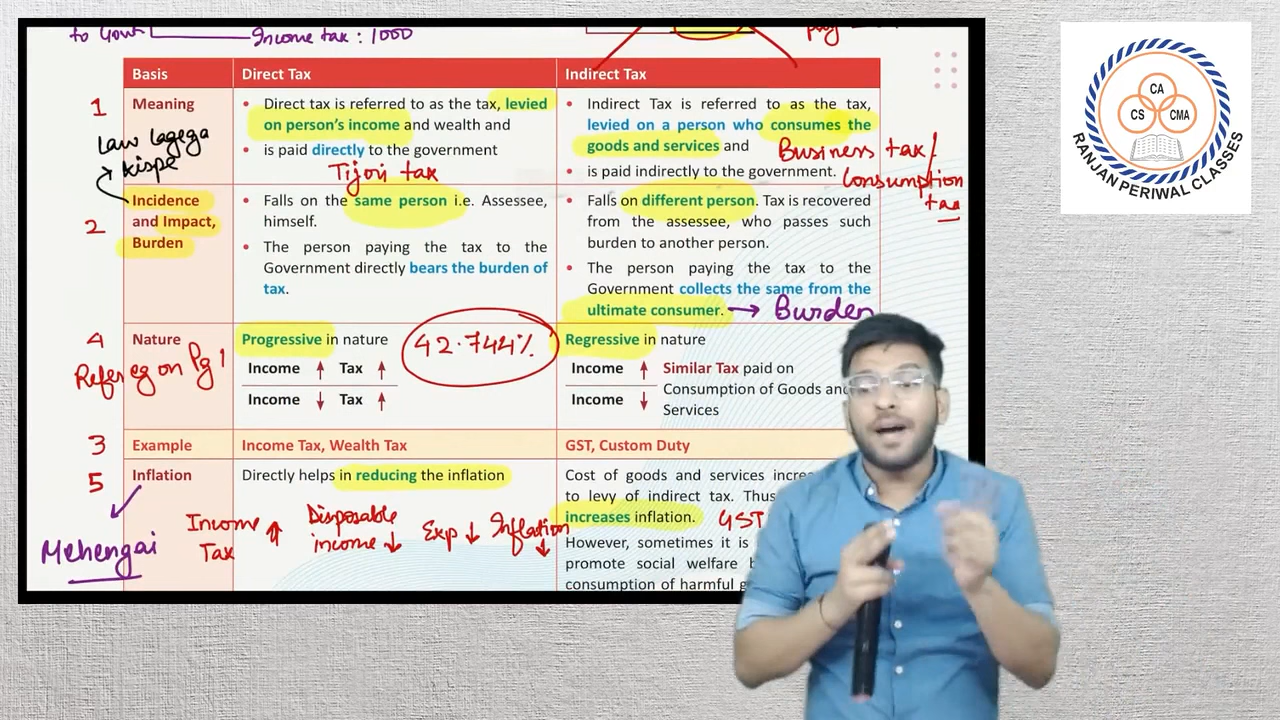 to Govt Income tax : 1000
Basis Direct Tax Indirect Tax
1 Meaning
• Direct Tax is referred to as the tax, levied
on person's income and wealth and
• is paid directly to the government
Tijori tax
• Indirect Tax is referred to as the tax,
levied on a person who consumes the
goods and services and
• is paid indirectly to the government.
Business tax/
Consumption
tax
Law lagega
kispe
2 Incidence
and Impact,
Burden
• Falls on the same person i.e. Assessee,
himself.
• The person paying the tax to the
Government directly bears the burden of
tax.
• Falls on different person. Tax is recovered
from the assessee, who passes such
burden to another person.
• The person paying the tax to the
Government collects the same from the
ultimate consumer. → Burden
4 Nature
Refer eg on Pg 1
Progressive in nature
Income ↑ Tax ↑
Income ↓ Tax ↑
42.744%
Regressive in nature
Income ↑ Similar Tax paid on
Income ↓ Consumption of Goods and
Services
3 Example Income Tax, Wealth Tax GST, Custom Duty
5 Inflation
Mehengai
Directly helps in reducing the inflation
Income Tax ↑ Disposable income ↓ Exp ↓ Inflation ↓
Cost of goods and services incre
to levy of indirect tax. Thus
increases inflation. GST
However, sometimes it is
promote social welfare
consumption of harmful g
CA
CS CMA
RANJAN PERIWAL CLASSES